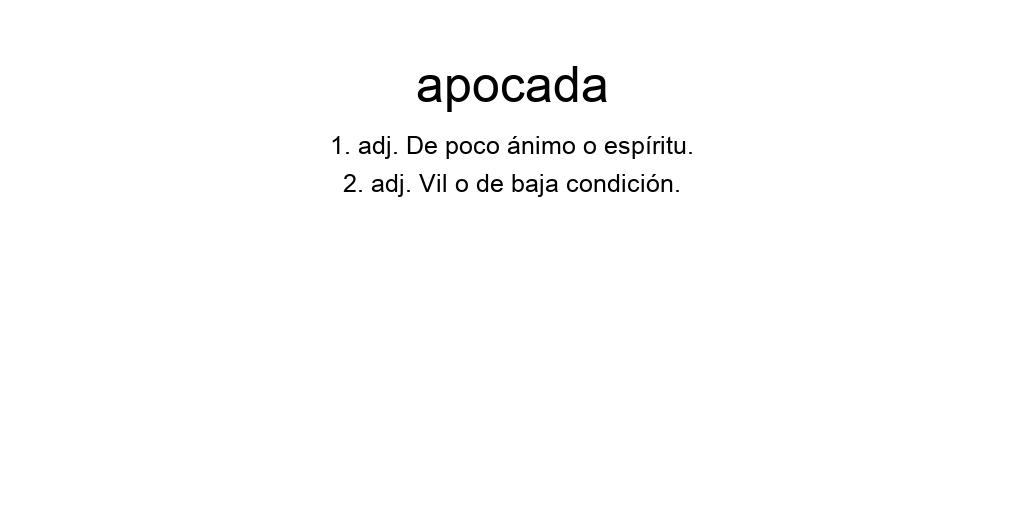 apocada
1. adj. De poco ánimo o espíritu.
2. adj. Vil o de baja condición.